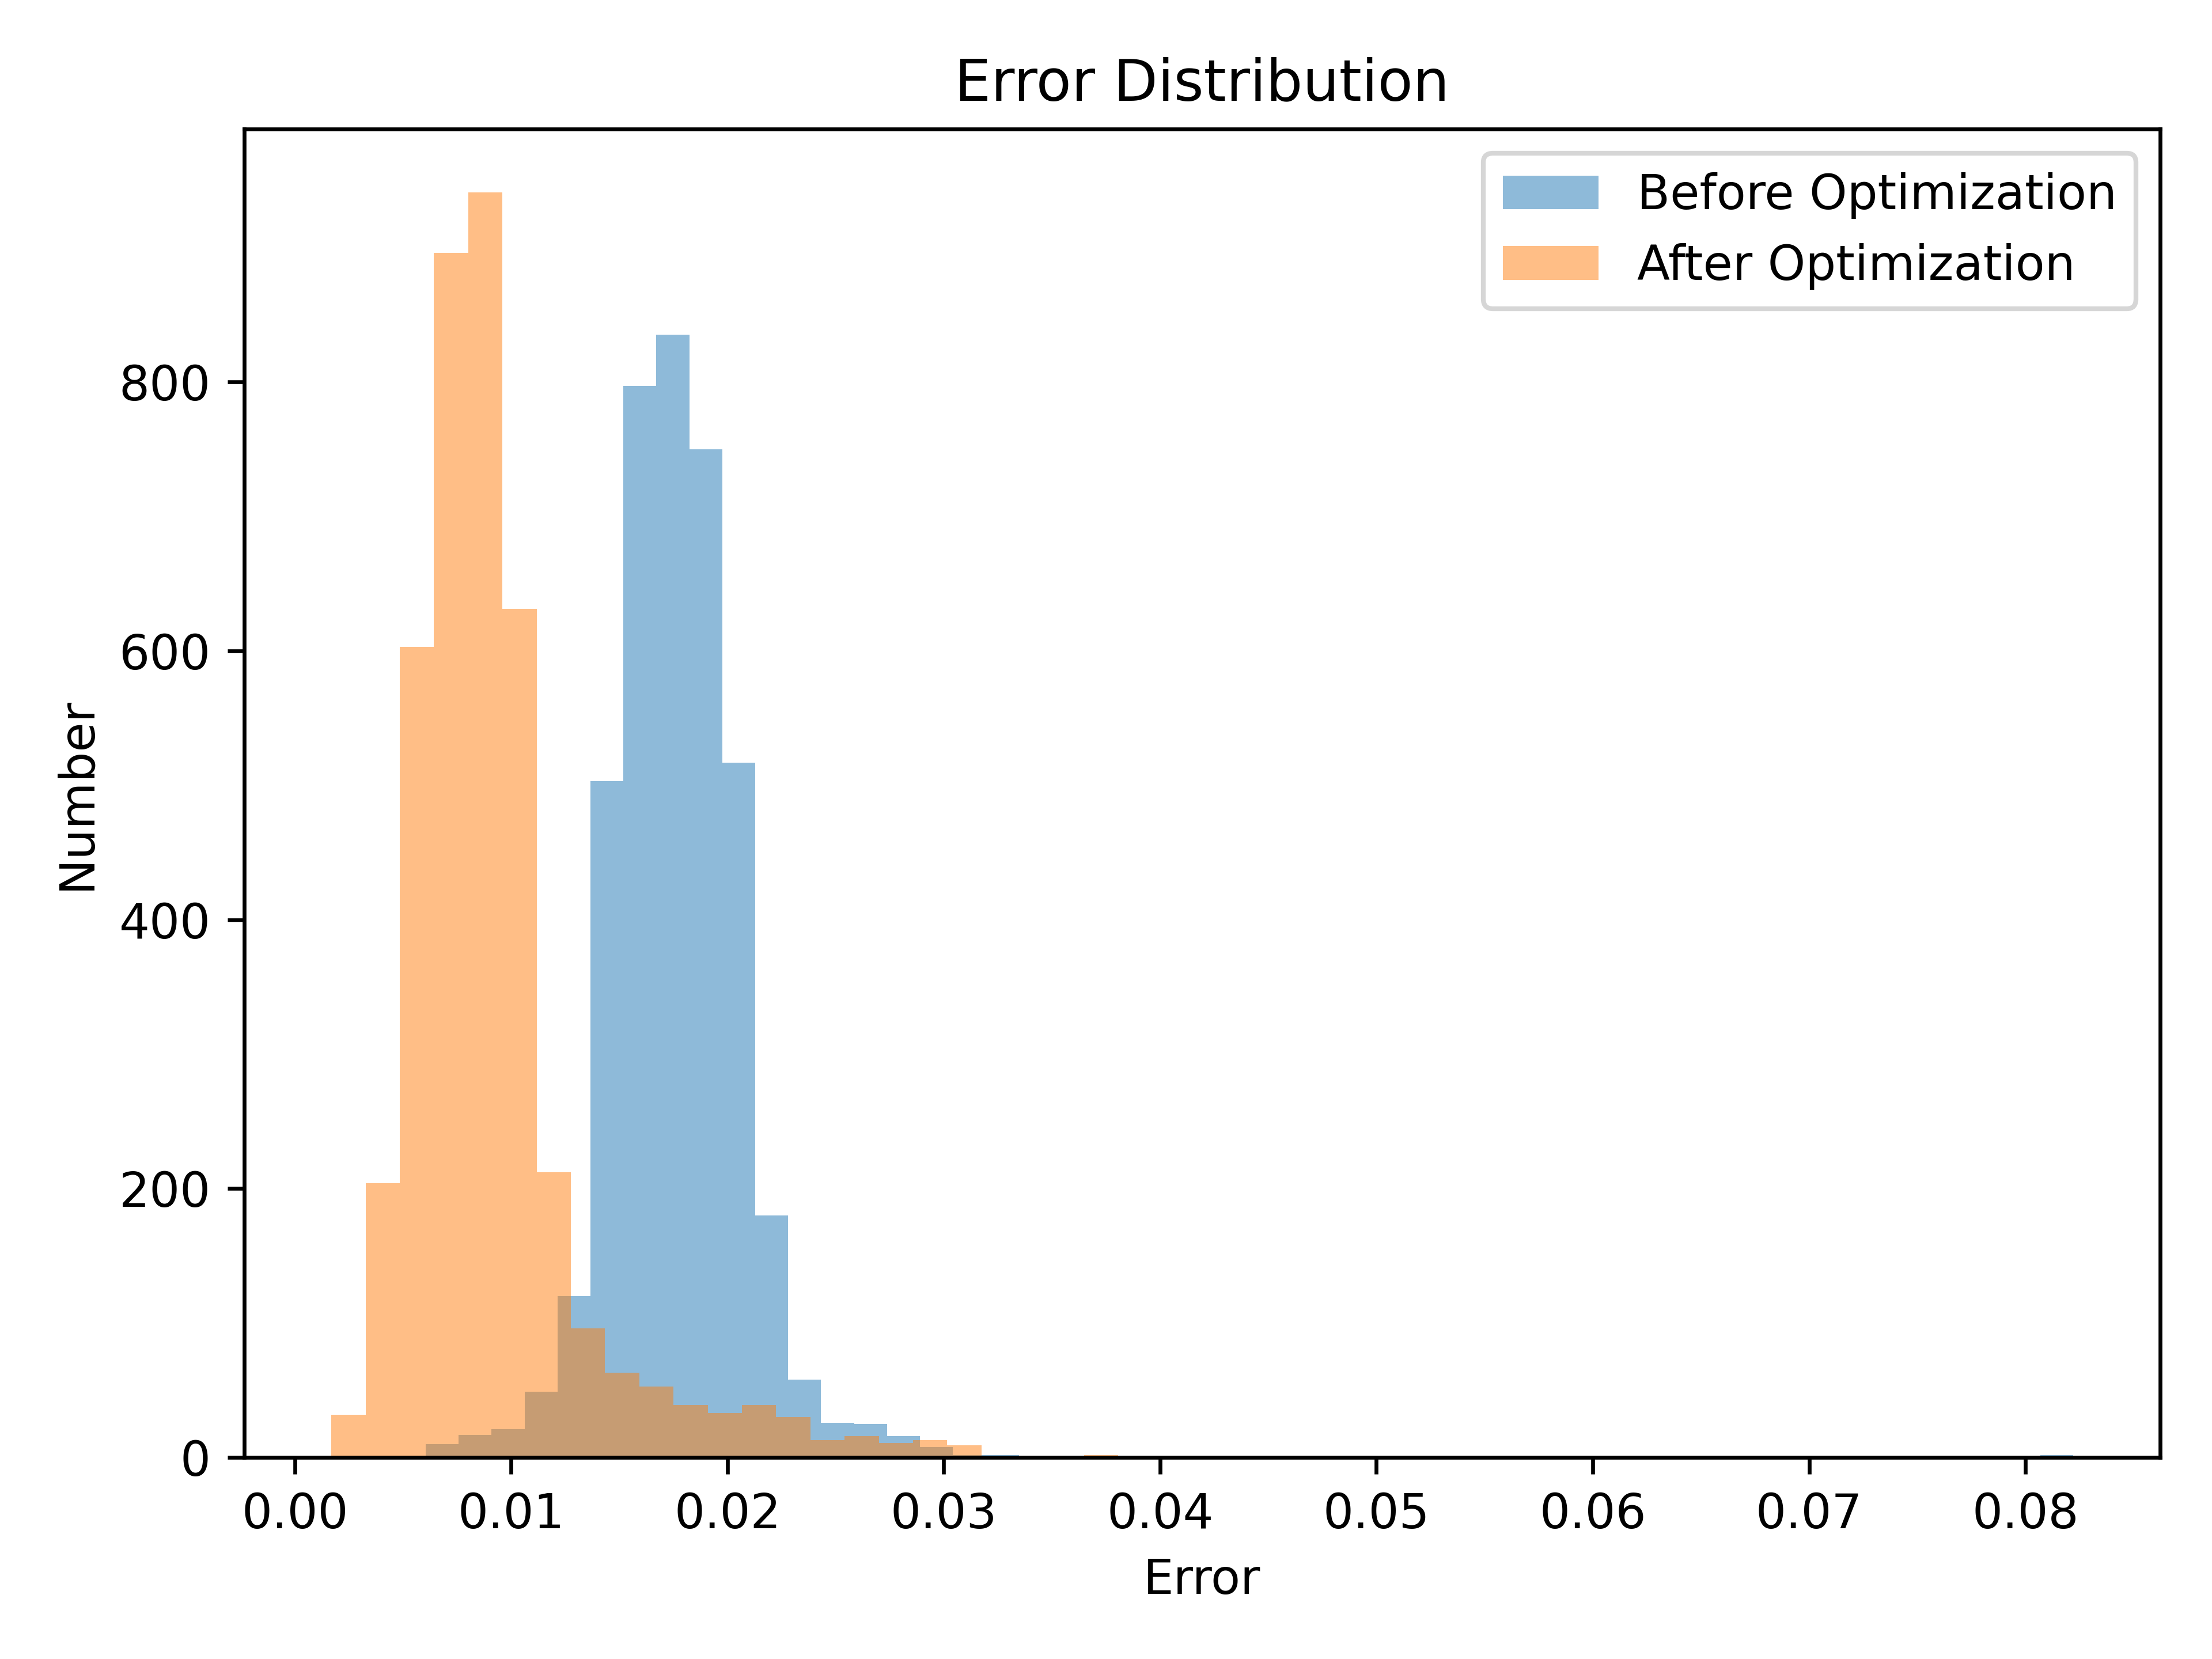 Error Distribution
Before Optimization
After Optimization
800
600
400
200
0
Number
0.00 0.01 0.02 0.03 0.04 0.05 0.06 0.07 0.08
Error